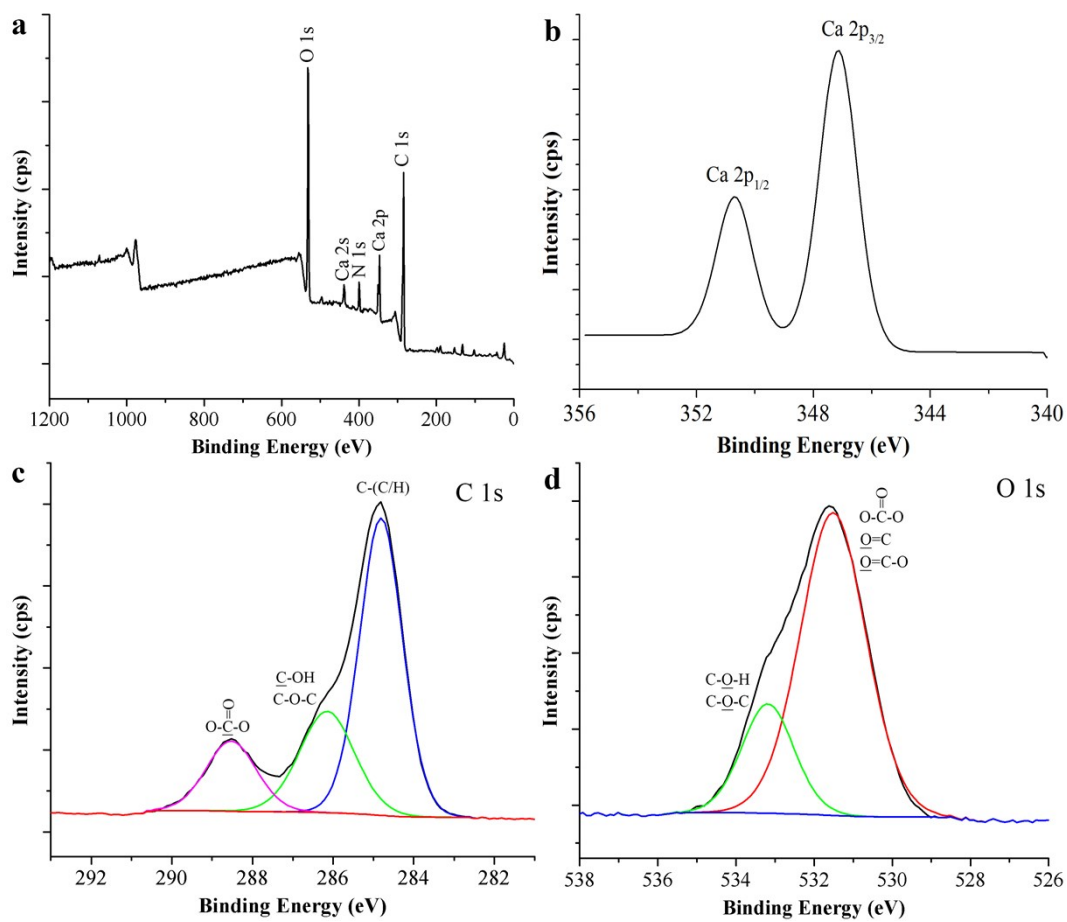 a
O 1s
Ca 2s
N 1s
Ca 2p
C 1s
Intensity (cps)
1200 1000 800 600 400 200 0
Binding Energy (eV)
b
Ca 2p3/2
Ca 2p1/2
Intensity (cps)
356 352 348 344 340
Binding Energy (eV)
c
C 1s
C-(C/H)
C-OH
C-O-C
O
=
O-C-O
Intensity (cps)
292 290 288 286 284 282
Binding Energy (eV)
d
O 1s
O
=
O-C-O
O=C
O=C-O
C-O-H
C-O-C
Intensity (cps)
538 536 534 532 530 528 526
Binding Energy (eV)